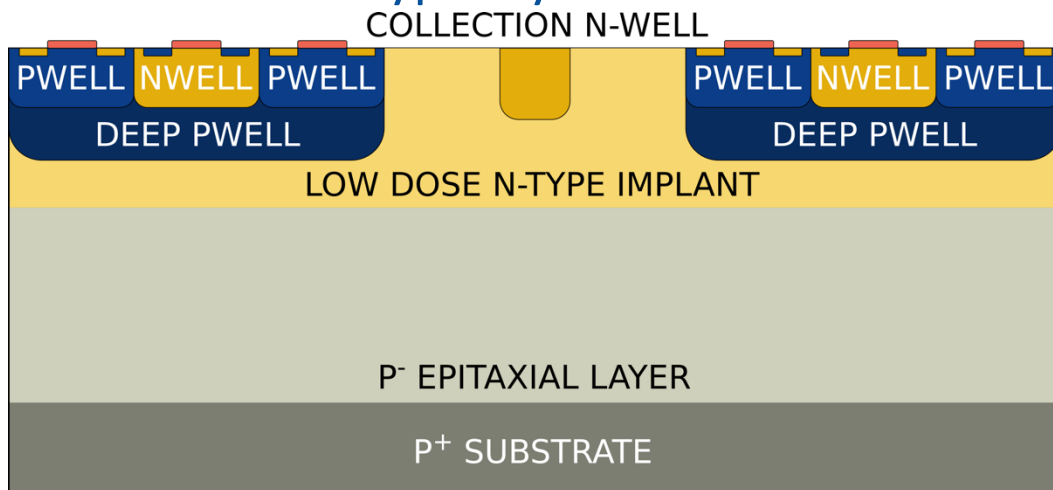 COLLECTION N-WELL
PWELL NWELL PWELL PWELL NWELL PWELL
DEEP PWELL DEEP PWELL
LOW DOSE N-TYPE IMPLANT
P⁻ EPITAXIAL LAYER
P⁺ SUBSTRATE